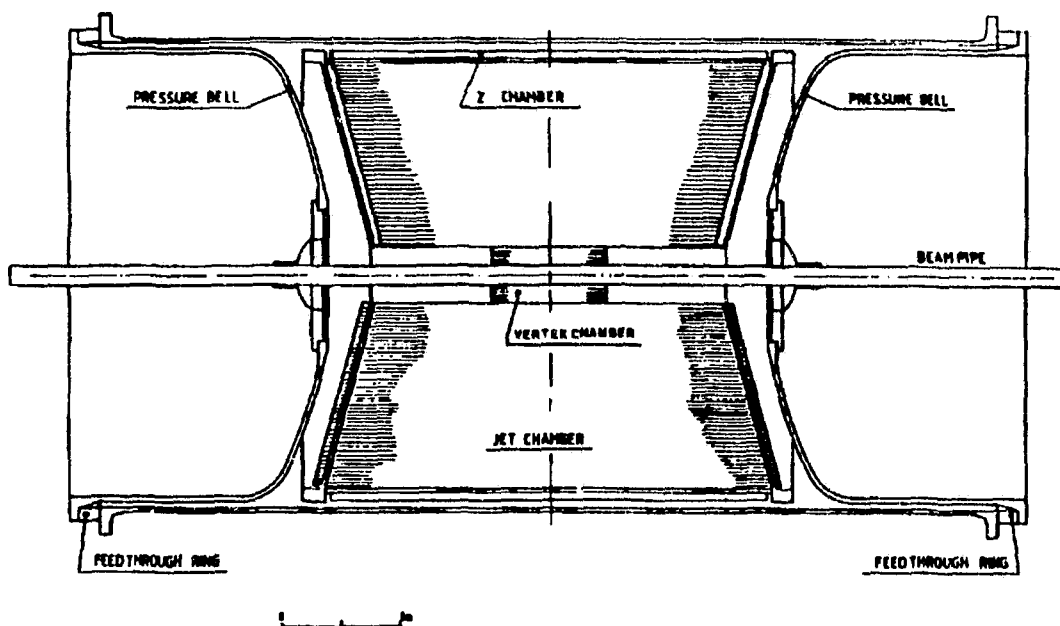 PRESSURE BELL
Z CHAMBER
PRESSURE BELL
BEAM PIPE
VERTEX CHAMBER
JET CHAMBER
FEEDTHROUGH RING
FEEDTHROUGH RING